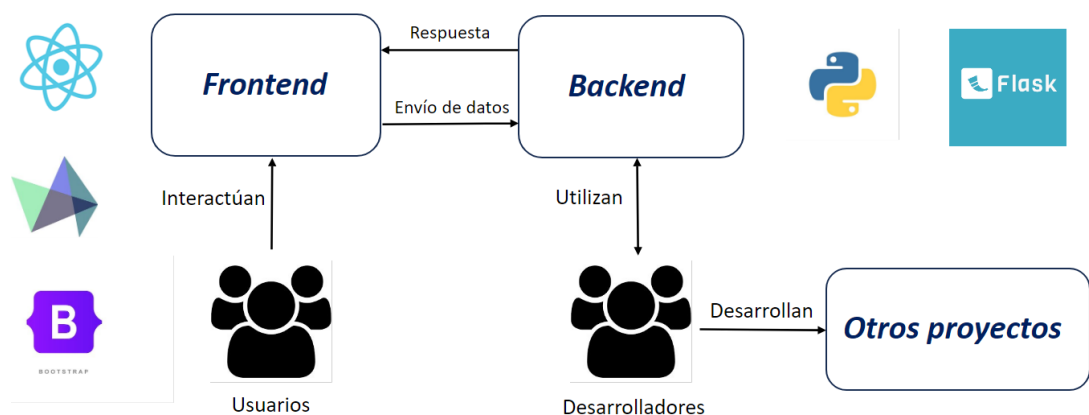 Respuesta
Frontend
Backend
Envío de datos
Flask
Interactúan
Utilizan
B
BOOTSTRAP
Desarrollan
Otros proyectos
Usuarios
Desarrolladores